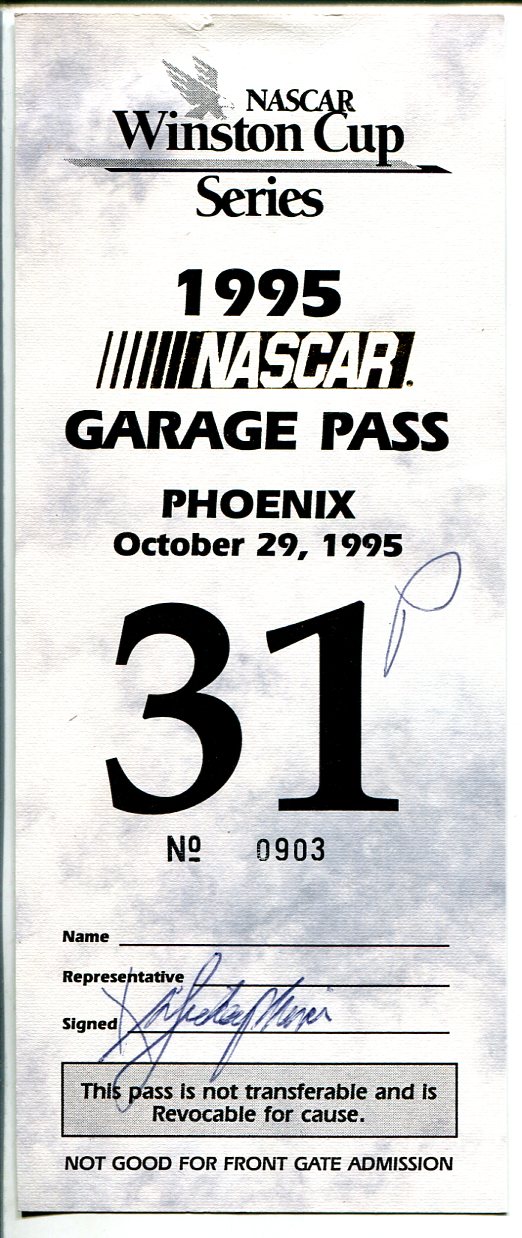 NASCAR
Winston Cup
Series
1995
NASCAR.
GARAGE PASS
PHOENIX
October 29, 1995
P
31
Nº 0903
Name
Representative
Signed
This pass is not transferable and is
Revocable for cause.
NOT GOOD FOR FRONT GATE ADMISSION